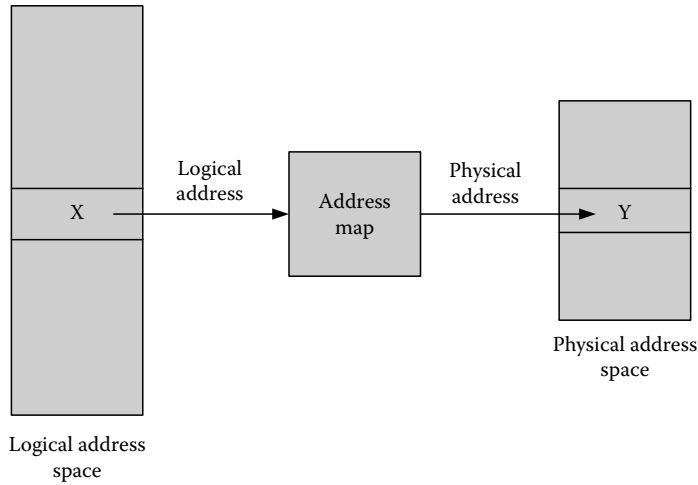 Logical
address
Physical
address
X
Address
map
Y
Physical address
space
Logical address
space